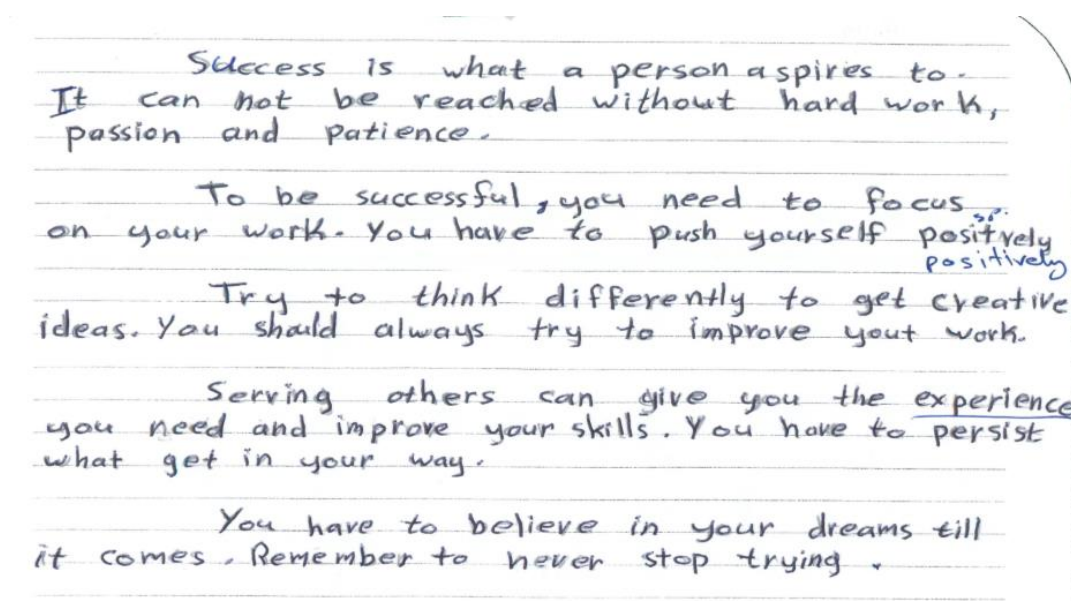 Success is what a person aspires to.
It can not be reached without hard work,
passion and patience.
To be successful, you need to focus
sp.
on your work. You have to push yourself positvely
positively
Try to think differently to get creative
ideas. You should always try to improve yout work.
Serving others can give you the experience
you need and improve your skills. You have to persist
what get in your way.
You have to believe in your dreams till
it comes. Remember to never stop trying.